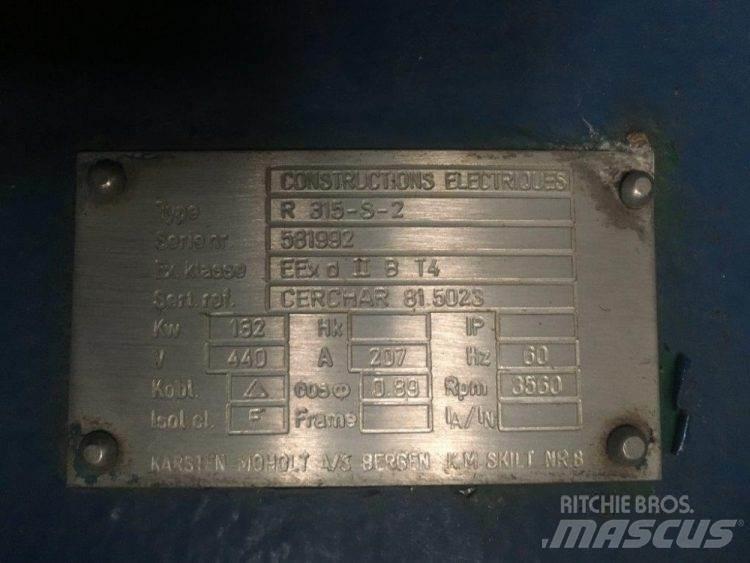 CONSTRUCTIONS ELECTRIQUES
Type R 315-S-2
Serie nr. 581992
Ex. klasse EEx d II B T4
Sert. ref. CERCHAR 81.502S
Kw 132 Hk IP
V 440 A 207 Hz 60
Kobl. △ cosφ 0.89 Rpm 3560
Isol cl. F Frame IA/IN
KARSTEN MOHOLT A/S BERGEN K.M SKILT NR.8
RITCHIE BROS.
MASCUS